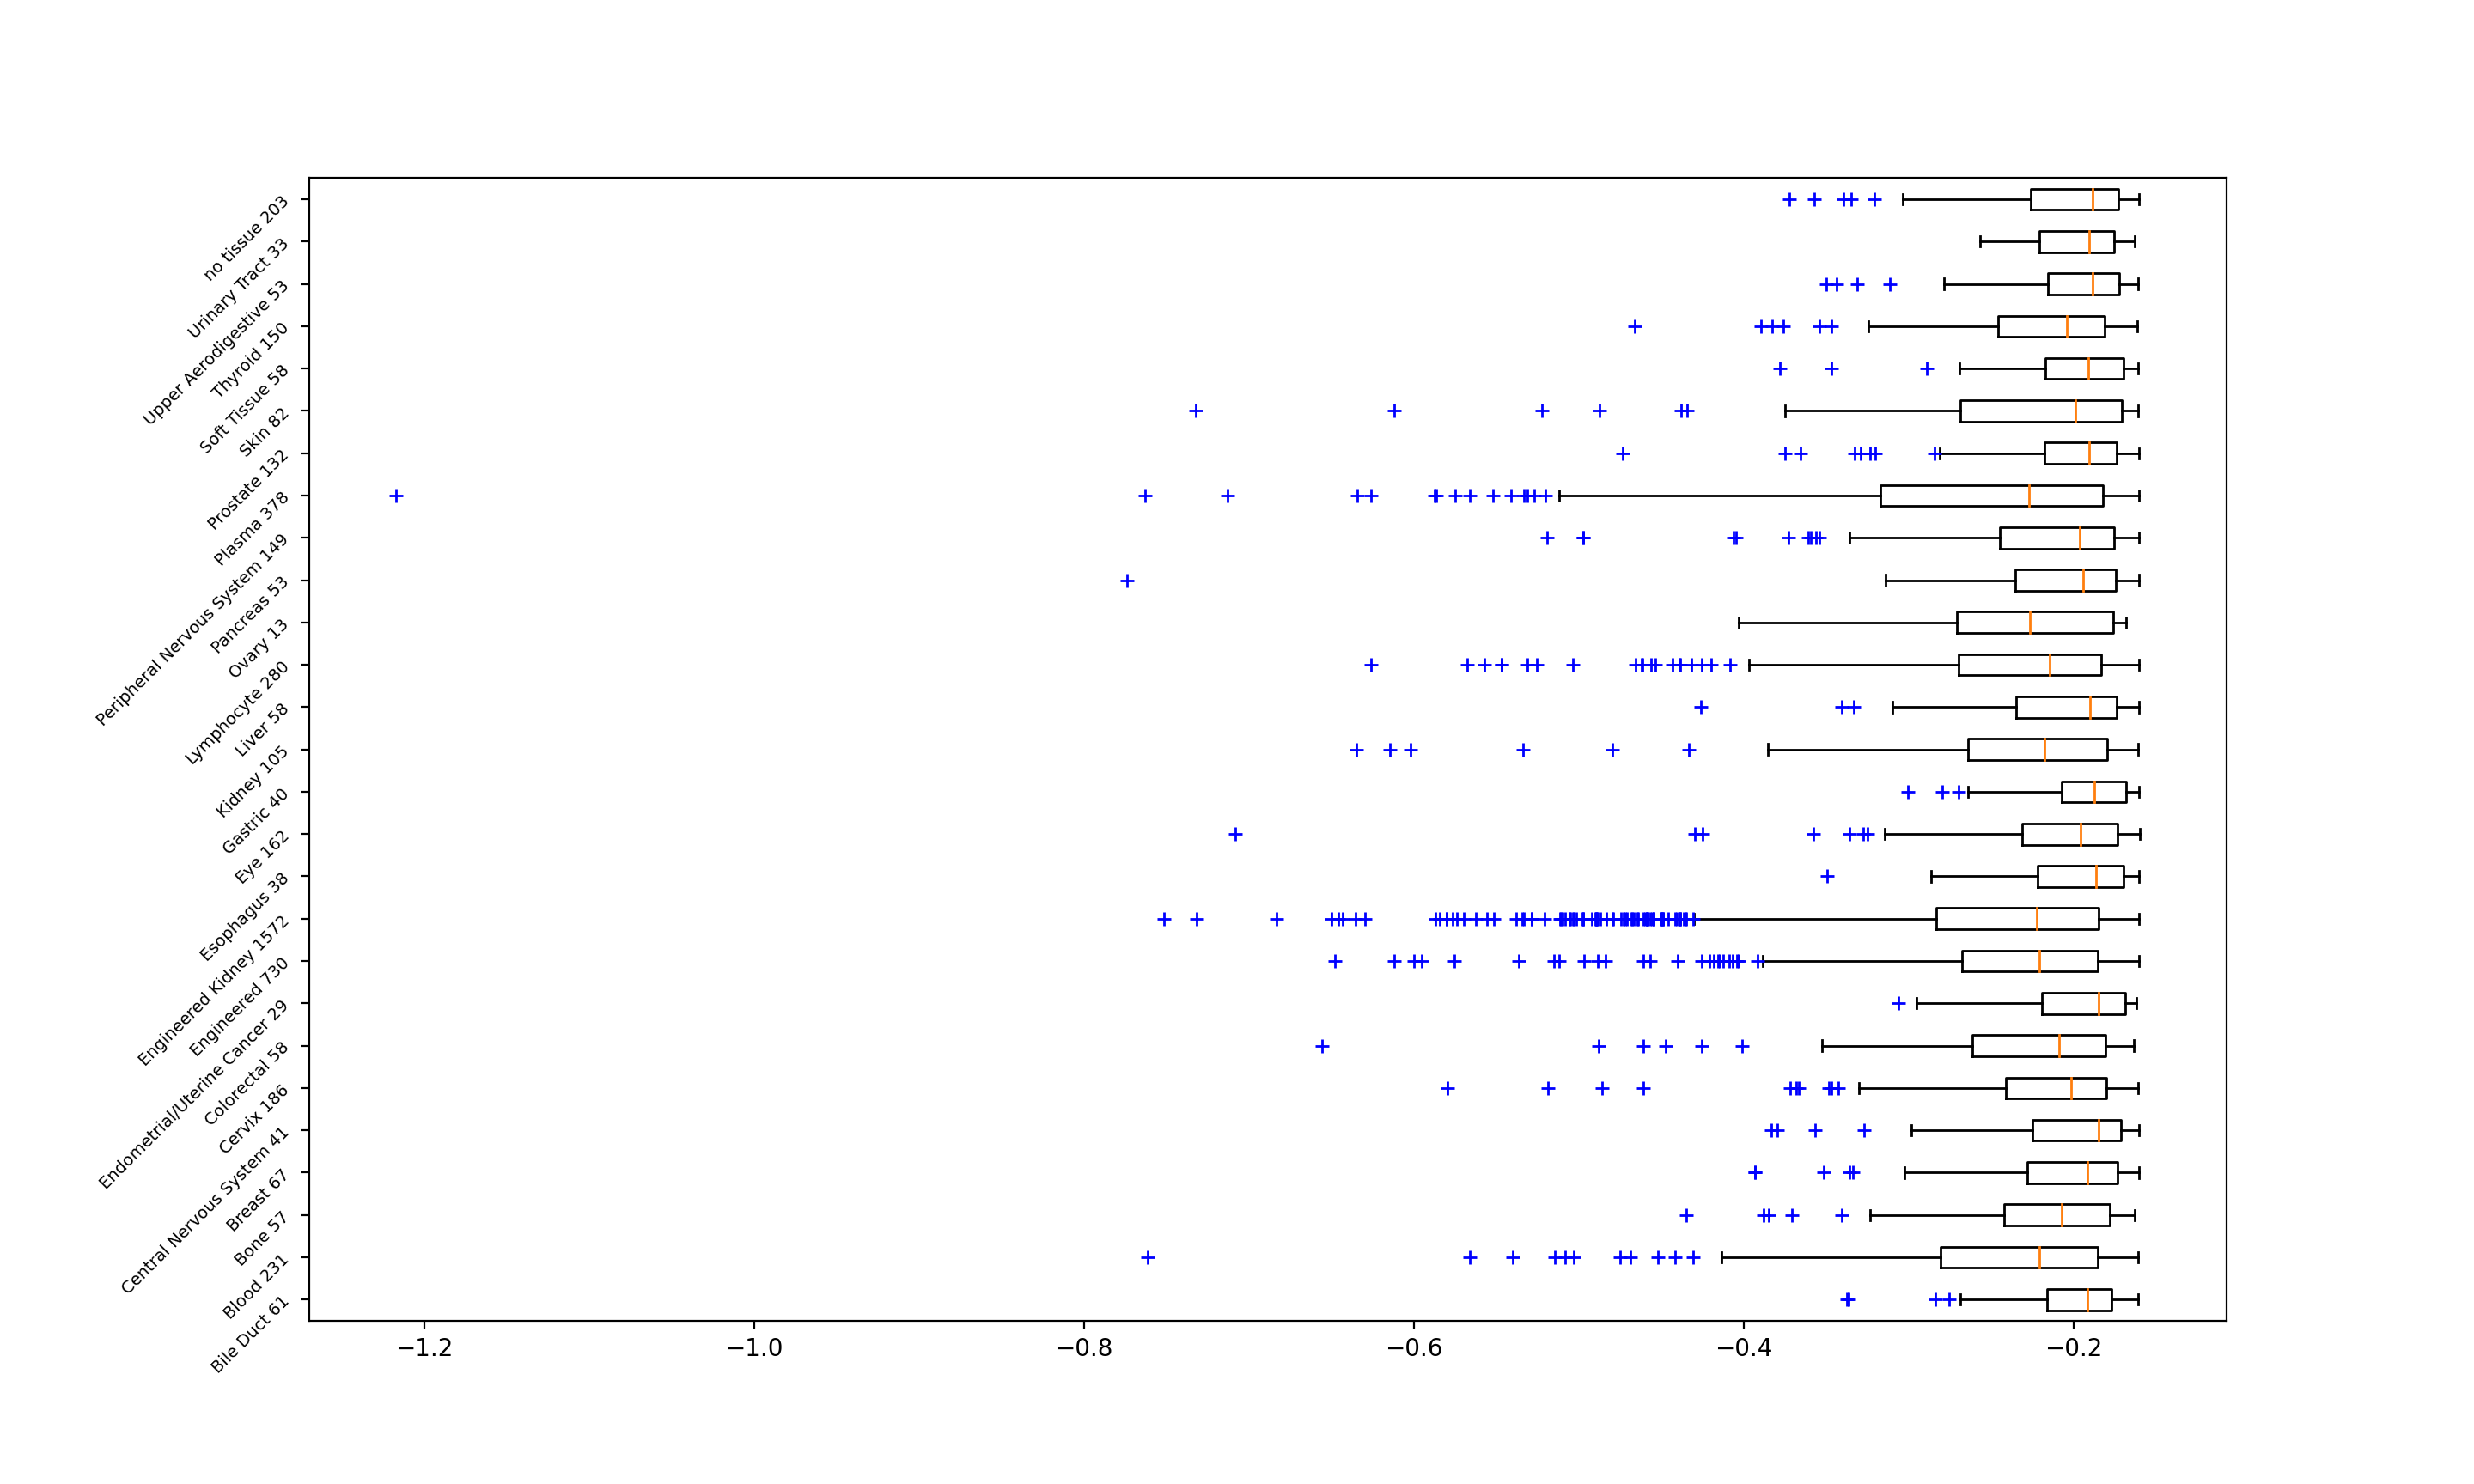 no tissue 203
Urinary Tract 33
Upper Aerodigestive 53
Thyroid 150
Soft Tissue 58
Skin 82
Prostate 132
Plasma 378
Peripheral Nervous System 149
Pancreas 53
Ovary 13
Lymphocyte 280
Liver 58
Kidney 105
Gastric 40
Eye 162
Esophagus 38
Engineered Kidney 1572
Engineered 730
Endometrial/Uterine Cancer 29
Colorectal 58
Cervix 186
Central Nervous System 41
Breast 67
Bone 57
Blood 231
Bile Duct 61
−1.2 −1.0 −0.8 −0.6 −0.4 −0.2